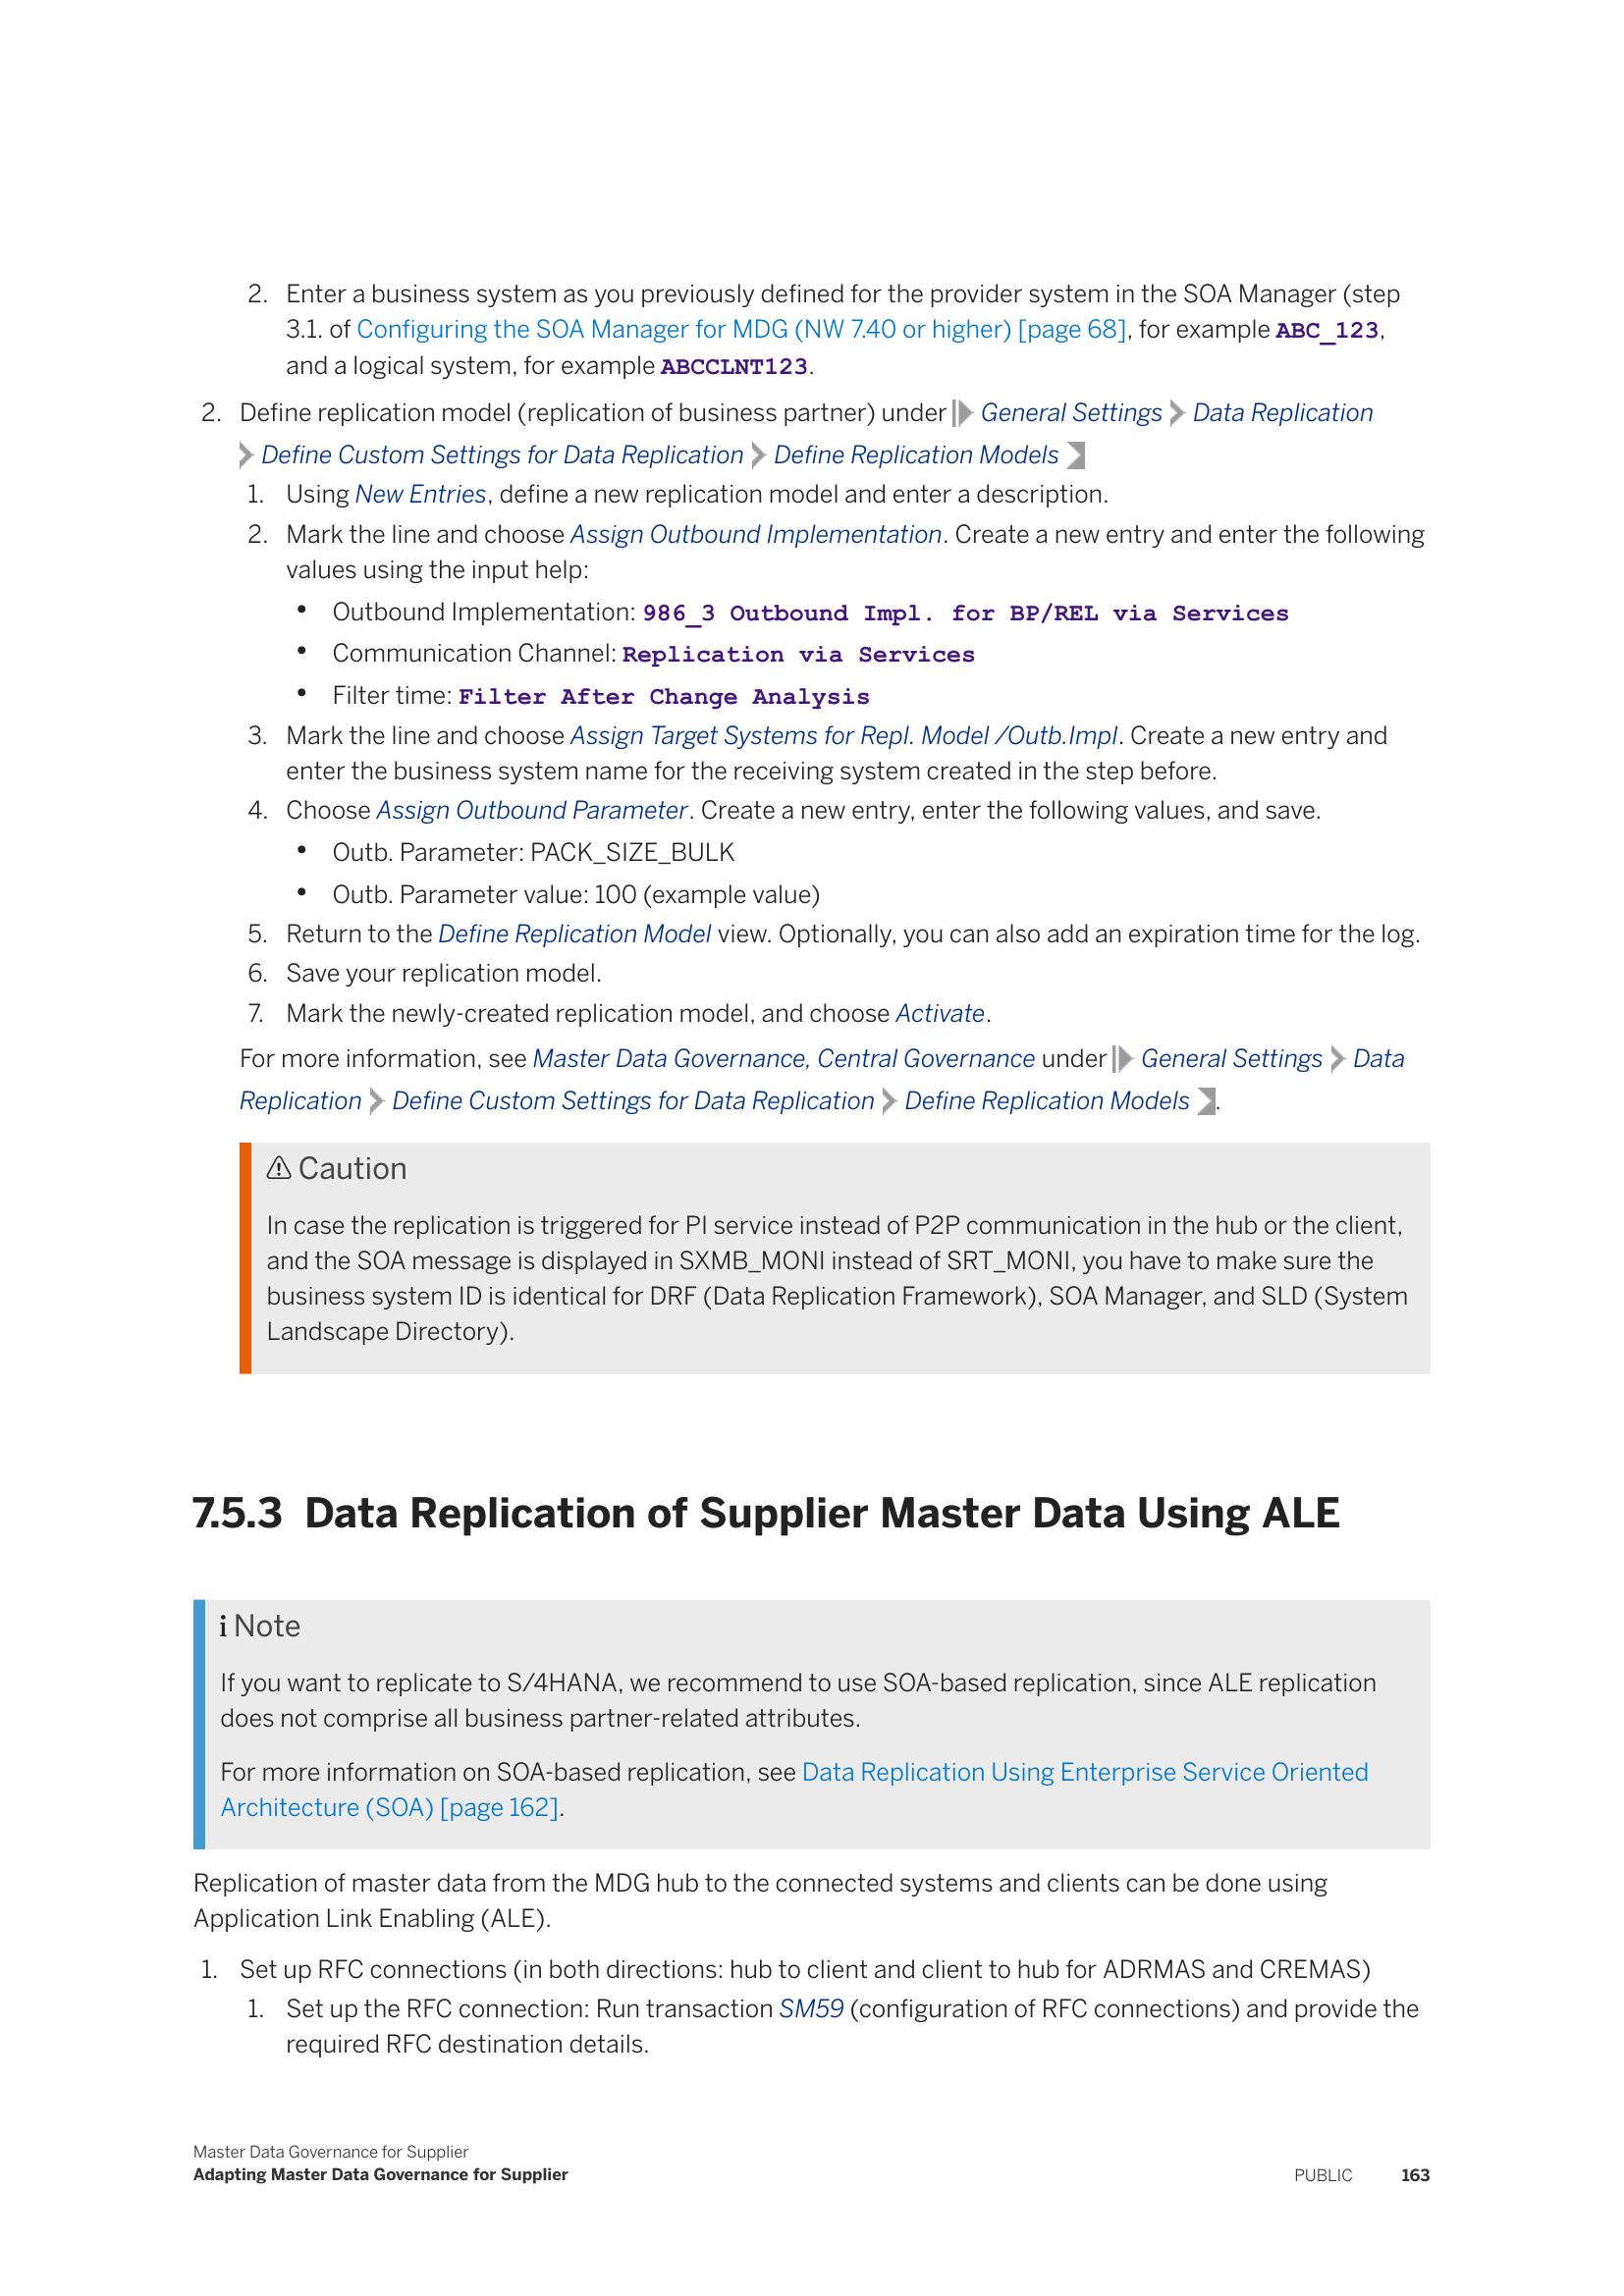 2. Enter a business system as you previously defined for the provider system in the SOA Manager (step
3.1. of Configuring the SOA Manager for MDG (NW 7.40 or higher) [page 68], for example ABC_123,
and a logical system, for example ABCCLNT123.
2. Define replication model (replication of business partner) under General Settings Data Replication
Define Custom Settings for Data Replication Define Replication Models
1. Using New Entries, define a new replication model and enter a description.
2. Mark the line and choose Assign Outbound Implementation. Create a new entry and enter the following
values using the input help:
• Outbound Implementation: 986_3 Outbound Impl. for BP/REL via Services
• Communication Channel: Replication via Services
• Filter time: Filter After Change Analysis
3. Mark the line and choose Assign Target Systems for Repl. Model /Outb.Impl. Create a new entry and
enter the business system name for the receiving system created in the step before.
4. Choose Assign Outbound Parameter. Create a new entry, enter the following values, and save.
• Outb. Parameter: PACK_SIZE_BULK
• Outb. Parameter value: 100 (example value)
5. Return to the Define Replication Model view. Optionally, you can also add an expiration time for the log.
6. Save your replication model.
7. Mark the newly-created replication model, and choose Activate.
For more information, see Master Data Governance, Central Governance under General Settings Data
Replication Define Custom Settings for Data Replication Define Replication Models .
Caution
In case the replication is triggered for PI service instead of P2P communication in the hub or the client,
and the SOA message is displayed in SXMB_MONI instead of SRT_MONI, you have to make sure the
business system ID is identical for DRF (Data Replication Framework), SOA Manager, and SLD (System
Landscape Directory).
7.5.3 Data Replication of Supplier Master Data Using ALE
i Note
If you want to replicate to S/4HANA, we recommend to use SOA-based replication, since ALE replication
does not comprise all business partner-related attributes.
For more information on SOA-based replication, see Data Replication Using Enterprise Service Oriented
Architecture (SOA) [page 162].
Replication of master data from the MDG hub to the connected systems and clients can be done using
Application Link Enabling (ALE).
1. Set up RFC connections (in both directions: hub to client and client to hub for ADRMAS and CREMAS)
1. Set up the RFC connection: Run transaction SM59 (configuration of RFC connections) and provide the
required RFC destination details.
Master Data Governance for Supplier
Adapting Master Data Governance for Supplier PUBLIC 163